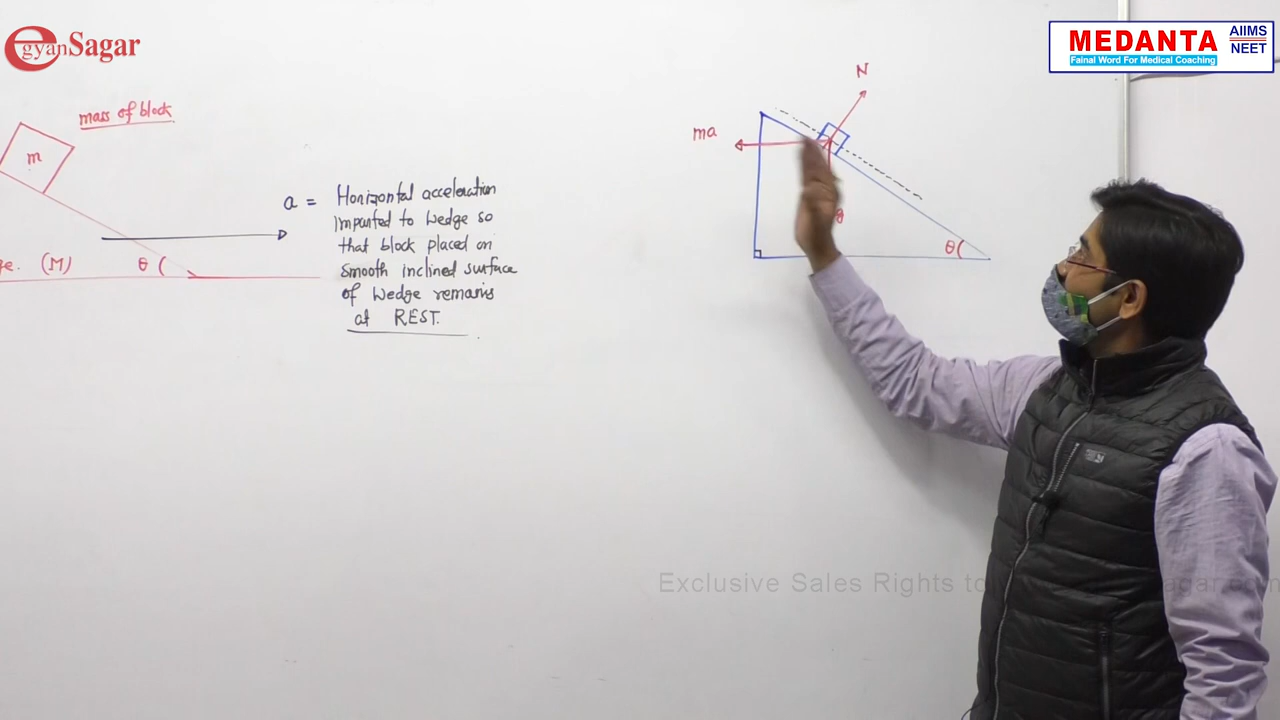 egyanSagar
MEDANTA
AIIMS
NEET
Fainal Word For Medical Coaching
mass of block
m
(M)
θ
a = Horizontal acceleration
imparted to wedge so
that block placed on
smooth inclined surface
of wedge remains
at REST.
N
ma
θ
Exclusive Sales Rights to